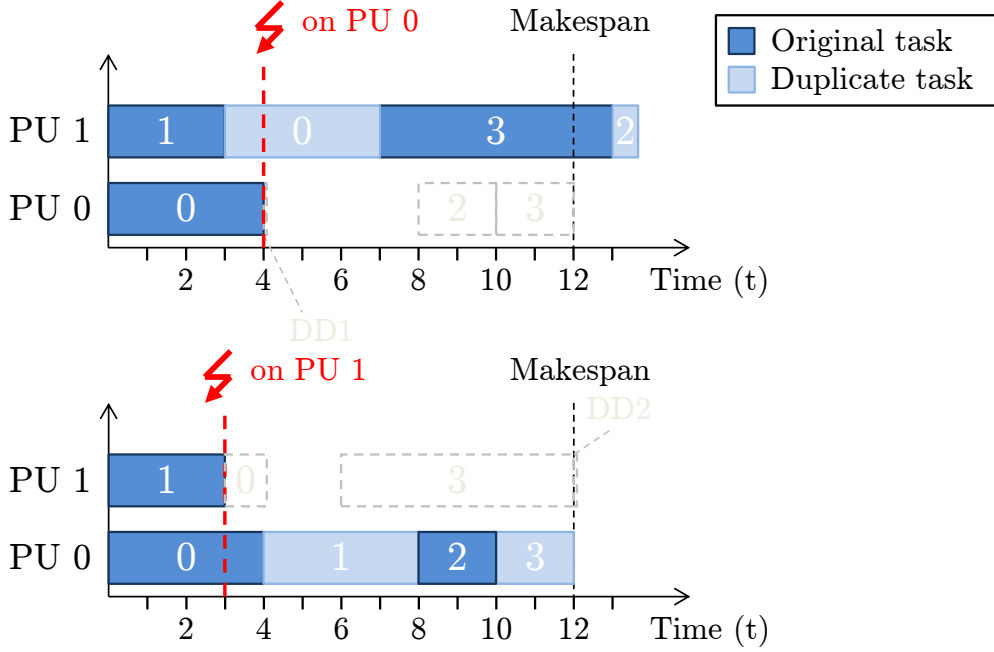 on PU 0
Makespan
Original task
Duplicate task
PU 1
1
0
3
2
PU 0
0
2
3
2
4
6
8
10
12
Time (t)
DD1
on PU 1
Makespan
DD2
PU 1
1
0
3
PU 0
0
1
2
3
2
4
6
8
10
12
Time (t)